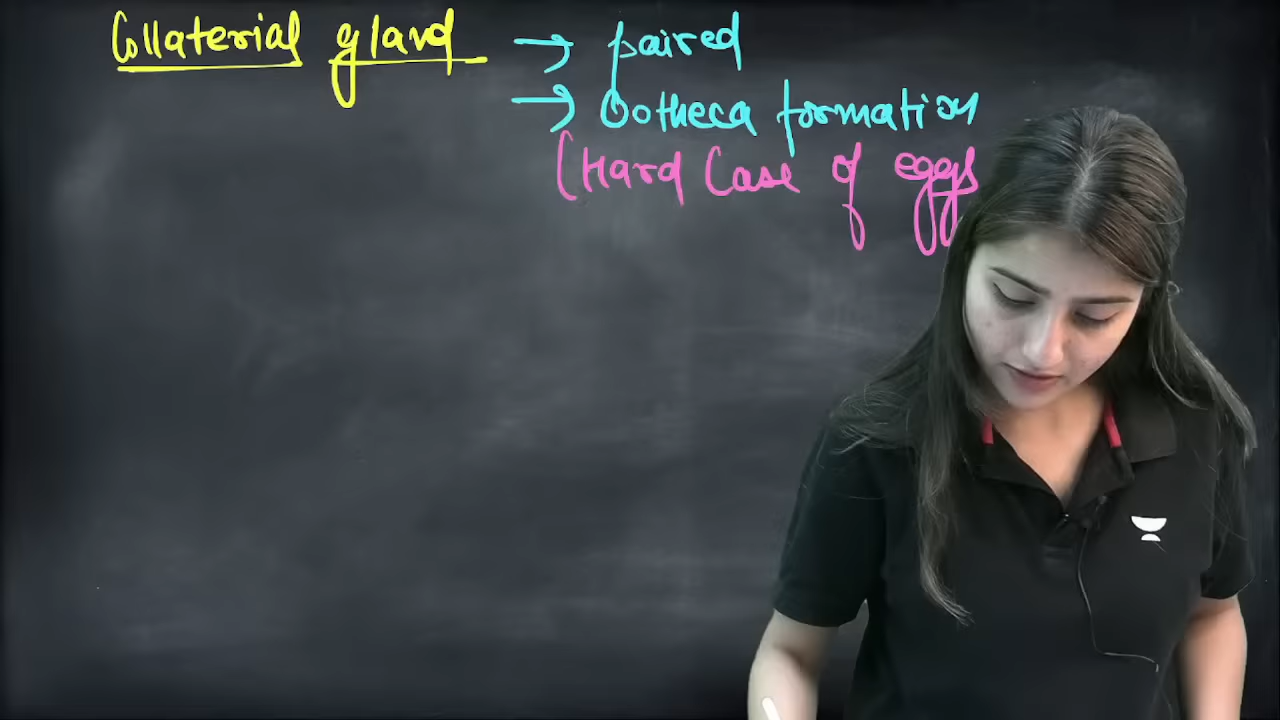 Collaterial gland → paired
→ Ootheca formation
(Hard Case of eggs